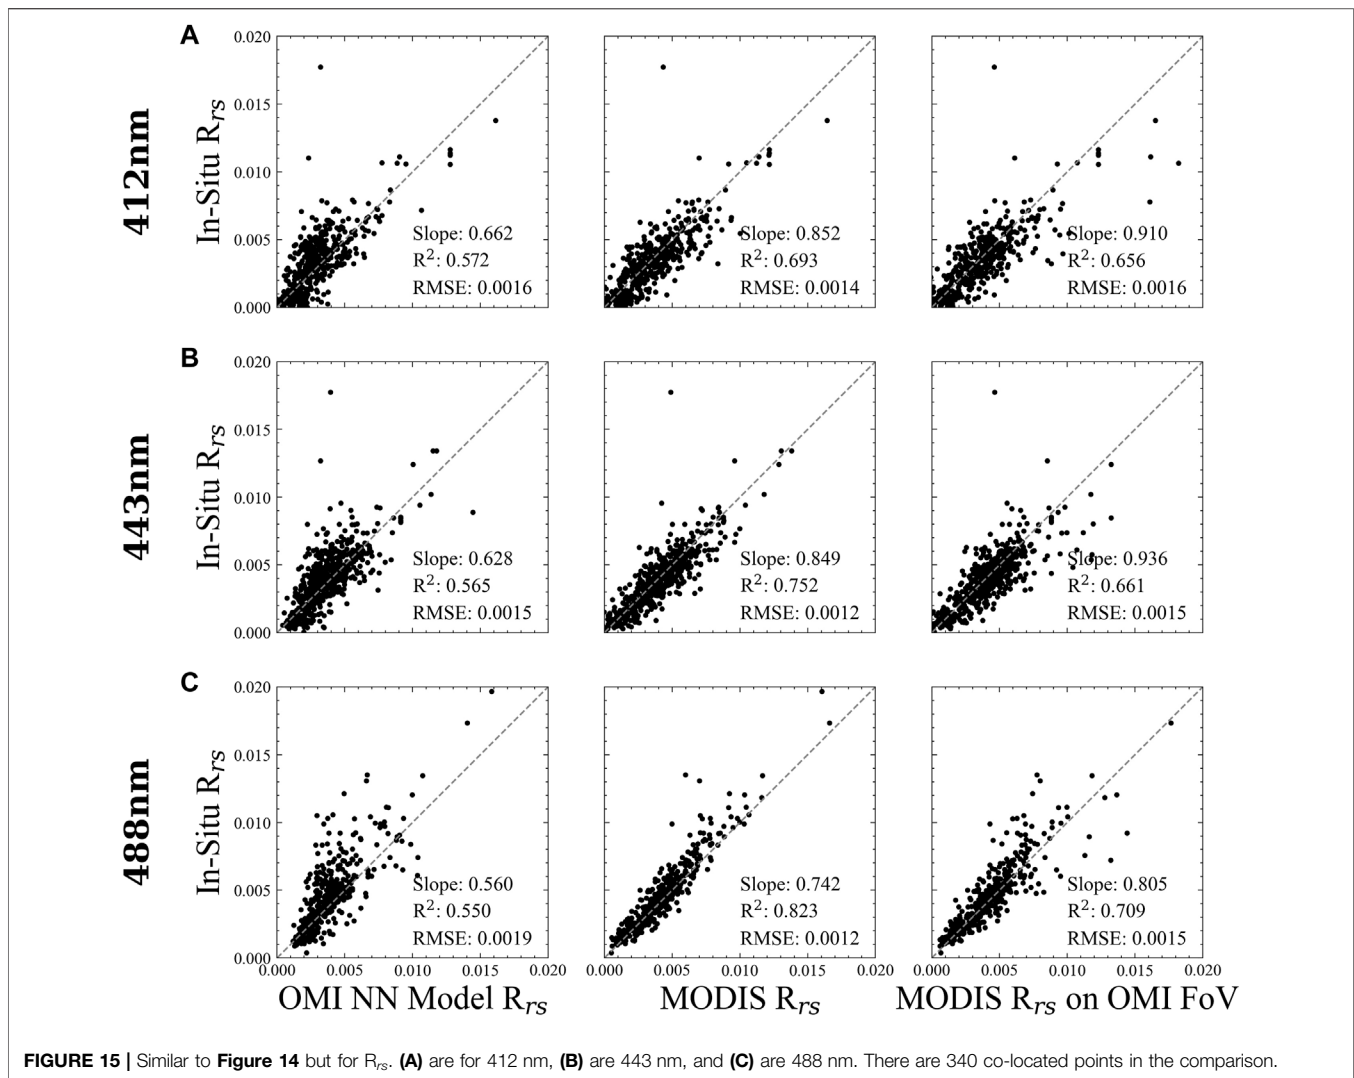 A
412nm
In-Situ Rrs
0.020
0.015
0.010
0.005
0.000
Slope: 0.662
R²: 0.572
RMSE: 0.0016
Slope: 0.852
R²: 0.693
RMSE: 0.0014
Slope: 0.910
R²: 0.656
RMSE: 0.0016
B
443nm
In-Situ Rrs
0.020
0.015
0.010
0.005
0.000
Slope: 0.628
R²: 0.565
RMSE: 0.0015
Slope: 0.849
R²: 0.752
RMSE: 0.0012
Slope: 0.936
R²: 0.661
RMSE: 0.0015
C
488nm
In-Situ Rrs
0.020
0.015
0.010
0.005
0.000
Slope: 0.560
R²: 0.550
RMSE: 0.0019
Slope: 0.742
R²: 0.823
RMSE: 0.0012
Slope: 0.805
R²: 0.709
RMSE: 0.0015
0.000 0.005 0.010 0.015 0.020
0.000 0.005 0.010 0.015 0.020
0.000 0.005 0.010 0.015 0.020
OMI NN Model Rrs
MODIS Rrs
MODIS Rrs on OMI FoV
FIGURE 15 | Similar to Figure 14 but for Rrs. (A) are for 412 nm, (B) are 443 nm, and (C) are 488 nm. There are 340 co-located points in the comparison.